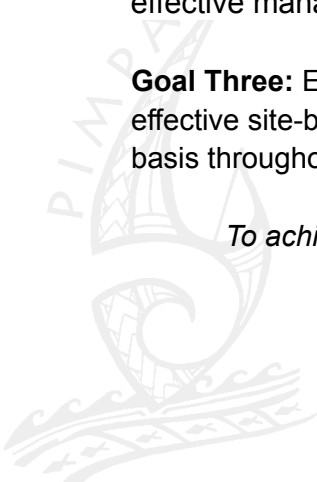 effective mana
Goal Three: E
effective site-b
basis througho
To achi
PIMPA